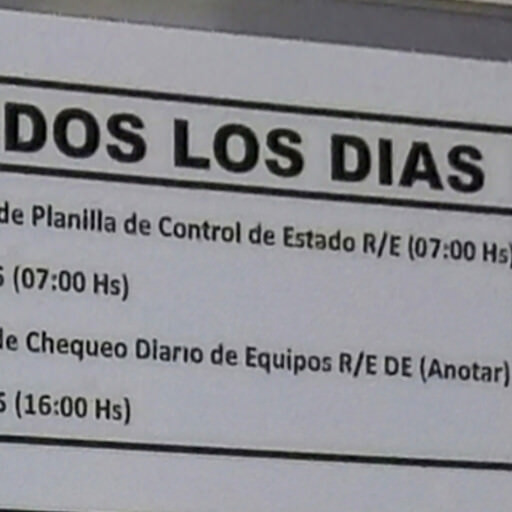 DOS LOS DIAS
de Planilla de Control de Estado R/E (07:00 Hs)
(07:00 Hs)
de Chequeo Diario de Equipos R/E DE (Anotar)
(16:00 Hs)